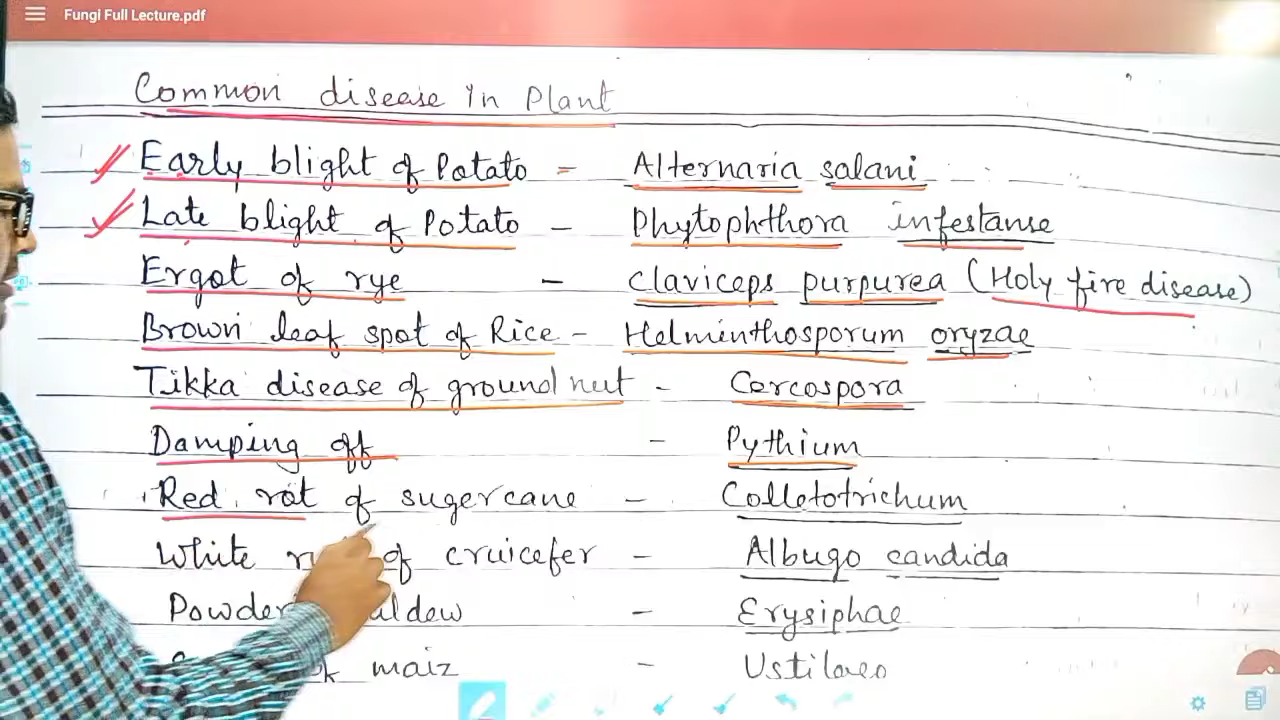 Fungi Full Lecture.pdf
Common disease in Plant
Early blight of Potato - Alternaria salani
Late blight of Potato - Phytophthora infestanse
Ergot of rye - Claviceps purpurea (Holy fire disease)
Brown leaf spot of Rice - Helminthosporum oryzae
Tikka disease of ground nut - Cercospora
Damping off - Pythium
Red rot of sugercane - Colletotrichum
White of cruicefer - Albugo candida
- Erysiphae
maiz -